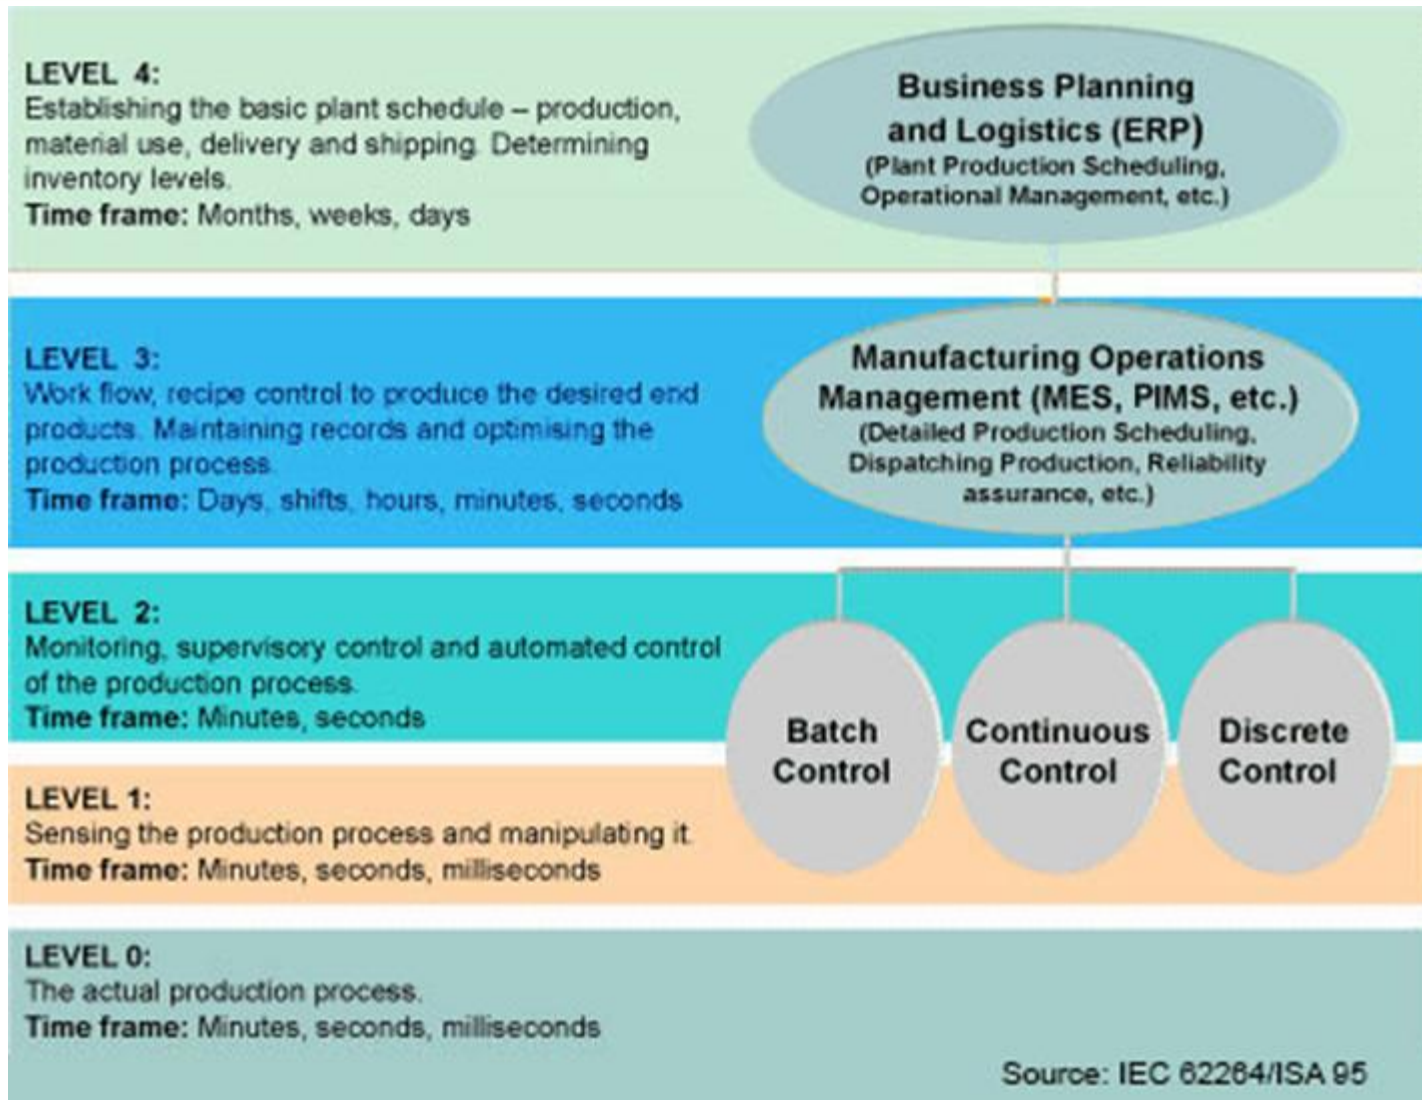 LEVEL 4:
Establishing the basic plant schedule – production,
material use, delivery and shipping. Determining
inventory levels.
Time frame: Months, weeks, days
Business Planning
and Logistics (ERP)
(Plant Production Scheduling,
Operational Management, etc.)
LEVEL 3:
Work flow, recipe control to produce the desired end
products. Maintaining records and optimising the
production process.
Time frame: Days, shifts, hours, minutes, seconds
Manufacturing Operations
Management (MES, PIMS, etc.)
(Detailed Production Scheduling,
Dispatching Production, Reliability
assurance, etc.)
LEVEL 2:
Monitoring, supervisory control and automated control
of the production process.
Time frame: Minutes, seconds
Batch
Control
Continuous
Control
Discrete
Control
LEVEL 1:
Sensing the production process and manipulating it.
Time frame: Minutes, seconds, milliseconds
LEVEL 0:
The actual production process.
Time frame: Minutes, seconds, milliseconds
Source: IEC 62264/ISA 95